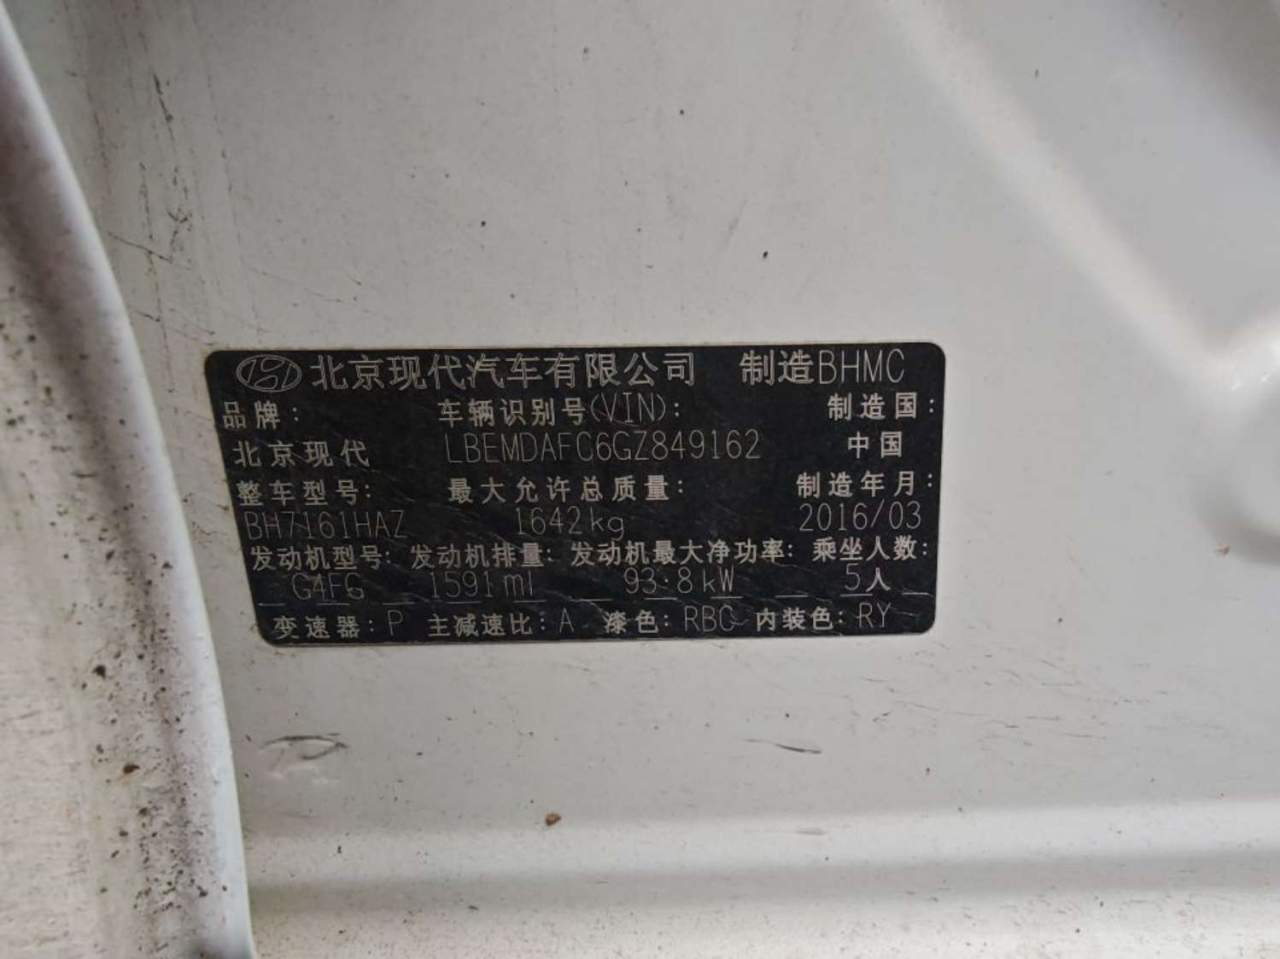 北京现代汽车有限公司 制造BHMC
品牌: 车辆识别号(VIN): 制造国:
北京现代 LBEMDAFC6GZ849162 中国
整车型号: 最大允许总质量: 制造年月:
BH7161HAZ 1642kg 2016/03
发动机型号: 发动机排量: 发动机最大净功率: 乘坐人数:
G4FG 1591ml 93.8kW 5人
变速器: P 主减速比: A 漆色: RBC 内装色: RY